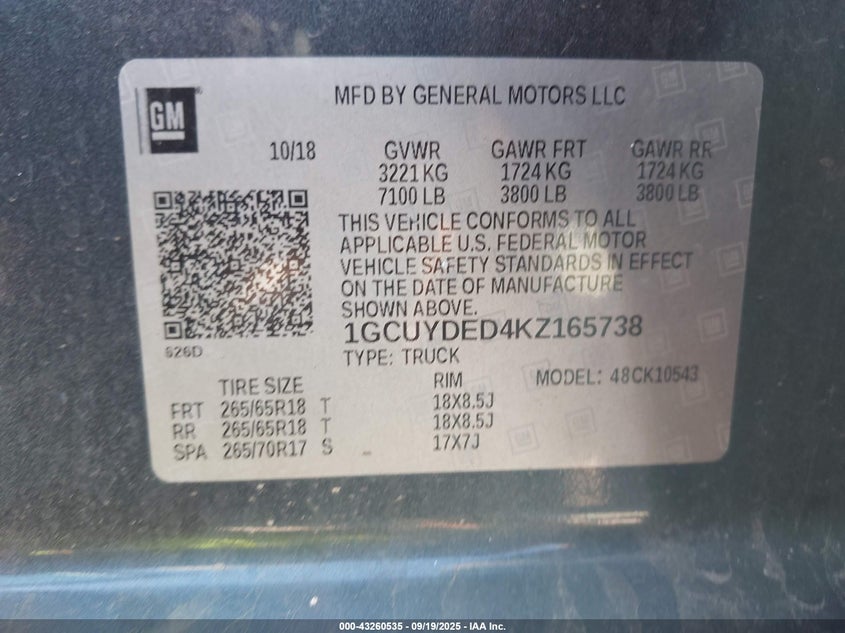 GM
MFD BY GENERAL MOTORS LLC
10/18 GVWR GAWR FRT GAWR RR
3221 KG 1724 KG 1724 KG
7100 LB 3800 LB 3800 LB
THIS VEHICLE CONFORMS TO ALL
APPLICABLE U.S. FEDERAL MOTOR
VEHICLE SAFETY STANDARDS IN EFFECT
ON THE DATE OF MANUFACTURE
SHOWN ABOVE.
1GCUYDED4KZ165738
S26D
TYPE: TRUCK
TIRE SIZE RIM MODEL: 48CK10543
FRT 265/65R18 T 18X8.5J
RR 265/65R18 T 18X8.5J
SPA 265/70R17 S 17X7J
000-43260535 - 09/19/2025 - IAA Inc.